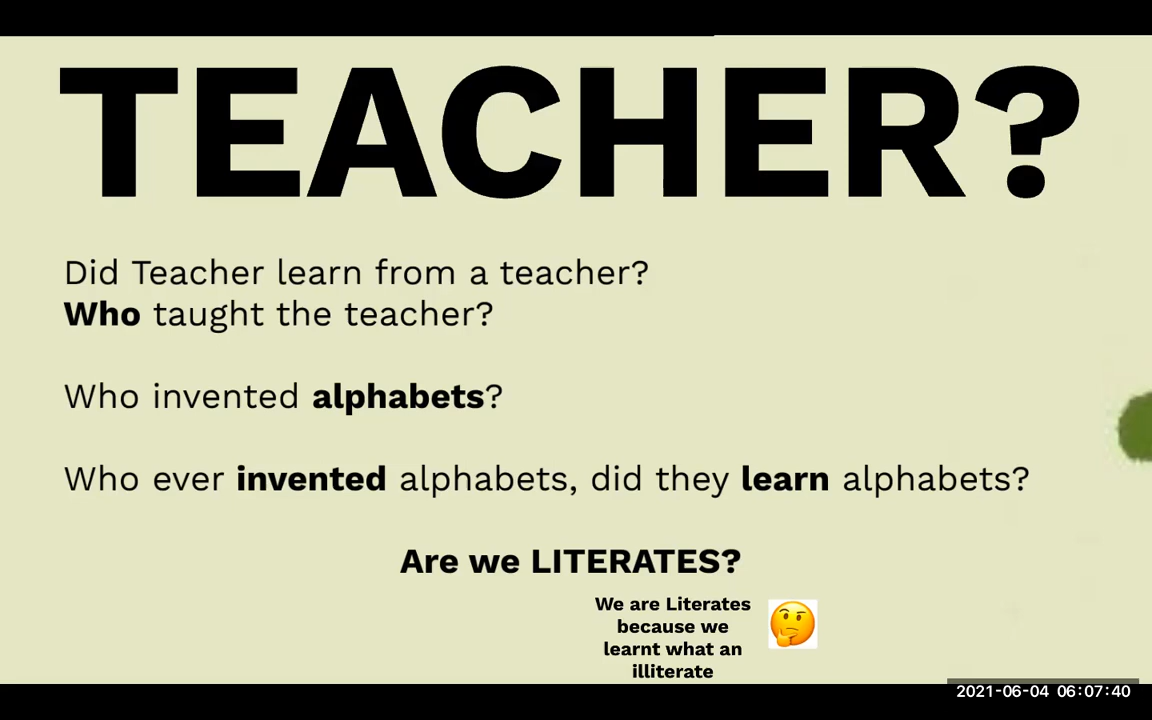 TEACHER?
Did Teacher learn from a teacher?
Who taught the teacher?
Who invented alphabets?
Who ever invented alphabets, did they learn alphabets?
Are we LITERATES?
We are Literates
because we
learnt what an
illiterate
2021-06-04 06:07:40